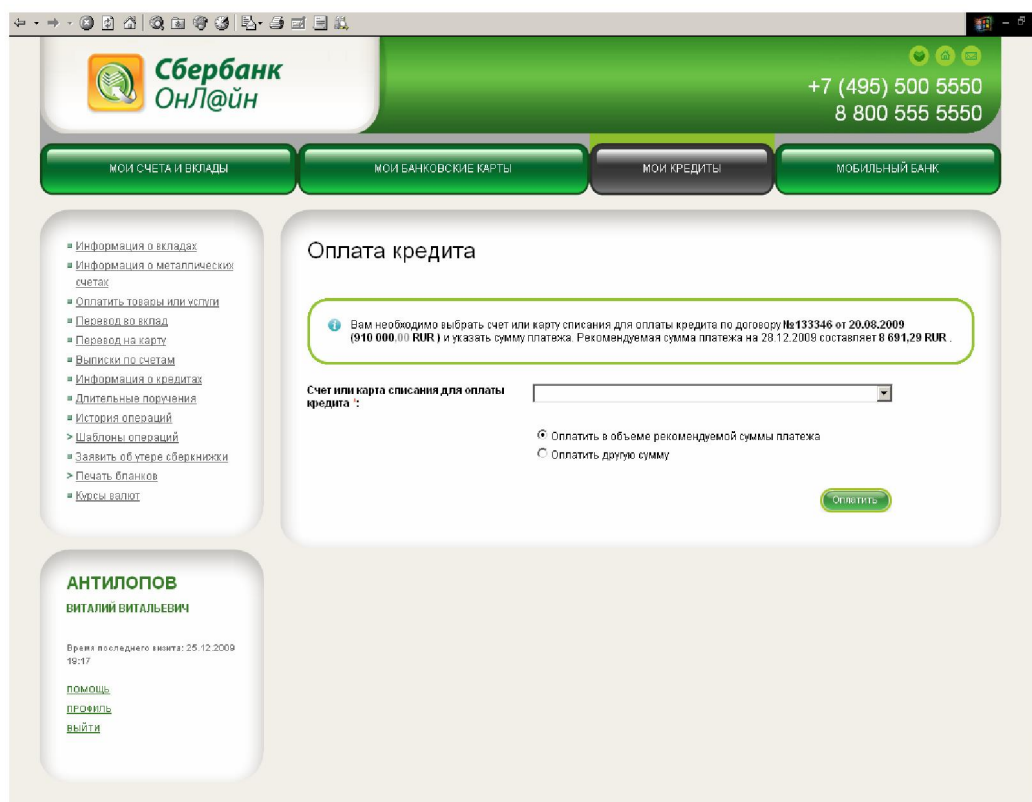 Сбербанк
ОнЛ@йн
+7 (495) 500 5550
8 800 555 5550
МОИ СЧЕТА И ВКЛАДЫ
МОИ БАНКОВСКИЕ КАРТЫ
МОИ КРЕДИТЫ
МОБИЛЬНЫЙ БАНК
Информация о вкладах
Информация о металлических
счетах
Оплатить товары или услуги
Перевод во вклад
Перевод на карту
Выписки по счетам
Информация о кредитах
Длительные поручения
История операций
> Шаблоны операций
Заявить об утере сберкнижки
> Печать бланков
Курсы валют
Оплата кредита
Вам необходимо выбрать счет или карту списания для оплаты кредита по договору №133346 от 20.08.2009
(910 000.00 RUR ) и указать сумму платежа. Рекомендуемая сумма платежа на 28.12.2009 составляет 8 691,29 RUR .
Счет или карта списания для оплаты
кредита *:
Оплатить в объеме рекомендуемой суммы платежа
Оплатить другую сумму
Оплатить
АНТИЛОПОВ
ВИТАЛИЙ ВИТАЛЬЕВИЧ
Время последнего визита: 25.12.2009
19:17
ПОМОЩЬ
ПРОФИЛЬ
ВЫЙТИ